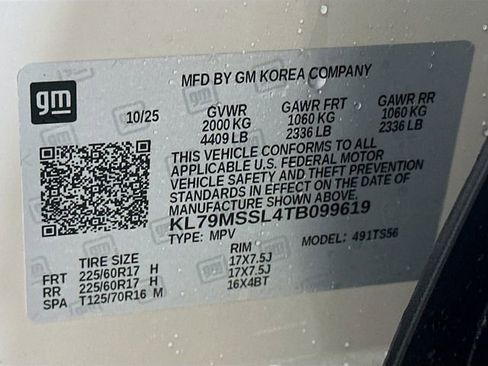 MFD BY GM KOREA COMPANY
gm
10/25 GVWR GAWR FRT GAWR RR
2000 KG 1060 KG 1060 KG
4409 LB 2336 LB 2336 LB
THIS VEHICLE CONFORMS TO ALL
APPLICABLE U.S. FEDERAL MOTOR
VEHICLE SAFETY AND THEFT PREVENTION
STANDARDS IN EFFECT ON THE DATE OF
MANUFACTURE SHOWN ABOVE.
KL79MSSL4TB099619
TYPE: MPV MODEL: 491TS56
TIRE SIZE RIM
FRT 225/60R17 H 17X7.5J
RR 225/60R17 H 17X7.5J
SPA T125/70R16 M 16X4BT